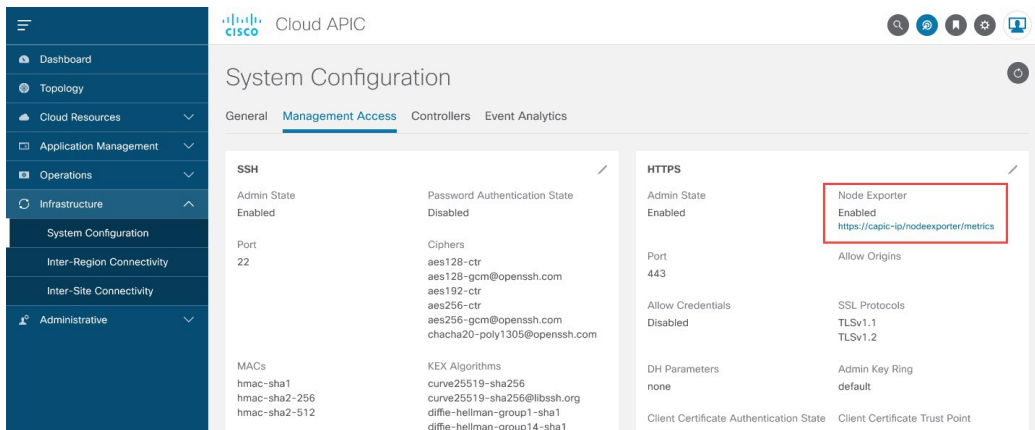 CISCO
Cloud APIC
Dashboard
Topology
Cloud Resources
Application Management
Operations
Infrastructure
System Configuration
Inter-Region Connectivity
Inter-Site Connectivity
Administrative
System Configuration
General Management Access Controllers Event Analytics
SSH
Admin State Password Authentication State
Enabled Disabled
Port Ciphers
22 aes128-ctr
aes128-gcm@openssh.com
aes192-ctr
aes256-ctr
aes256-gcm@openssh.com
chacha20-poly1305@openssh.com
MACs KEX Algorithms
hmac-sha1 curve25519-sha256
hmac-sha2-256 curve25519-sha256@libssh.org
hmac-sha2-512 diffie-hellman-group1-sha1
diffie-hellman-group14-sha1
HTTPS
Admin State Node Exporter
Enabled Enabled
https://capic-ip/nodeexporter/metrics
Port Allow Origins
443
Allow Credentials SSL Protocols
Disabled TLSv1.1
TLSv1.2
DH Parameters Admin Key Ring
none default
Client Certificate Authentication State Client Certificate Trust Point